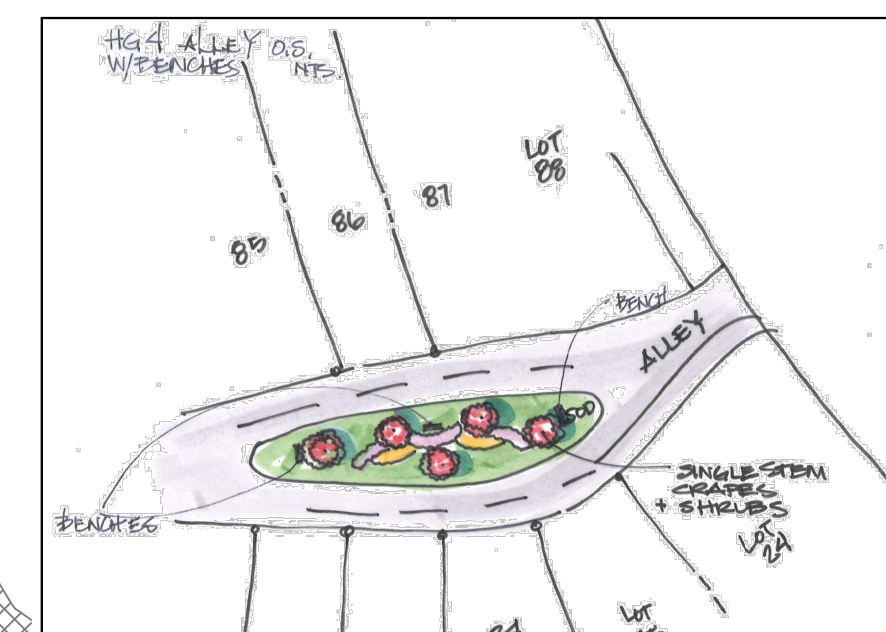 HG4 ALLEY O.S.
W/BENCHES NTS.
LOT
88
87
86
85
BENCH
ALLEY
SOD
SINGLE STEM
CRAPES
+ SHRUBS
BENCHES
LOT
24
LOT